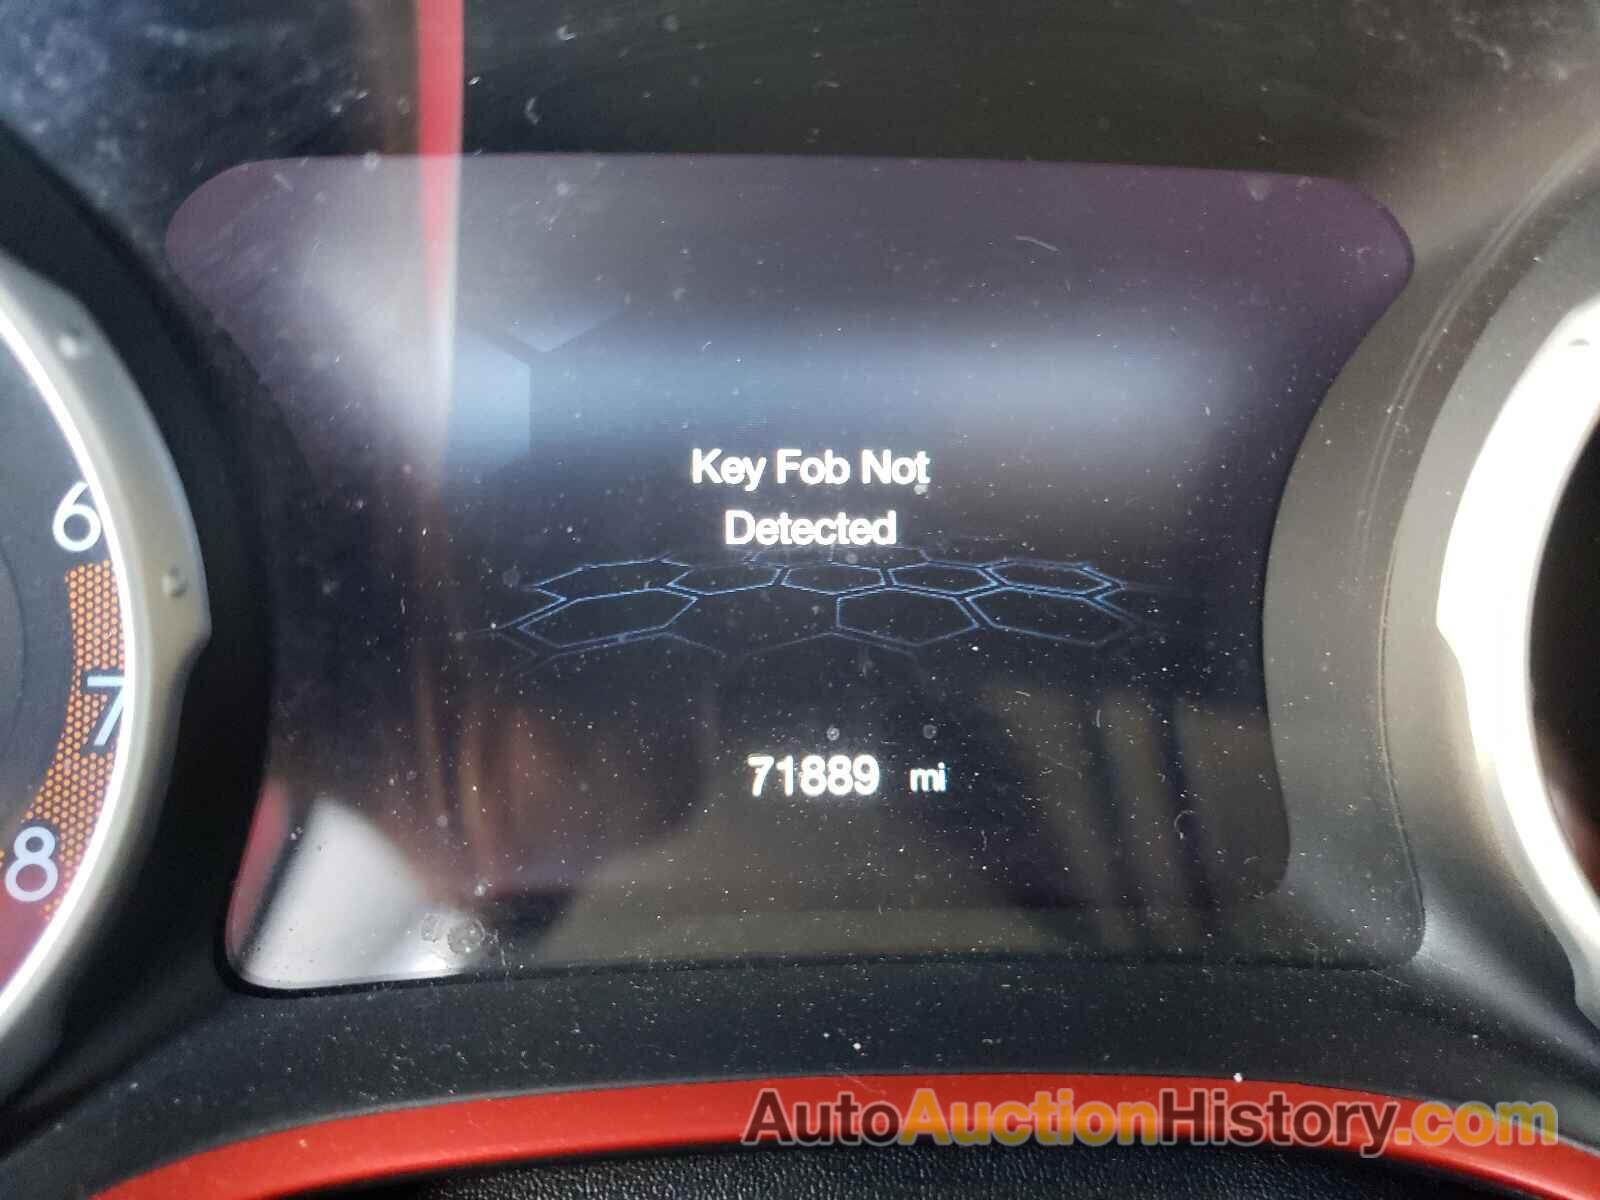 Key Fob Not
Detected
6
7
71889 mi
8
AutoAuctionHistory.com